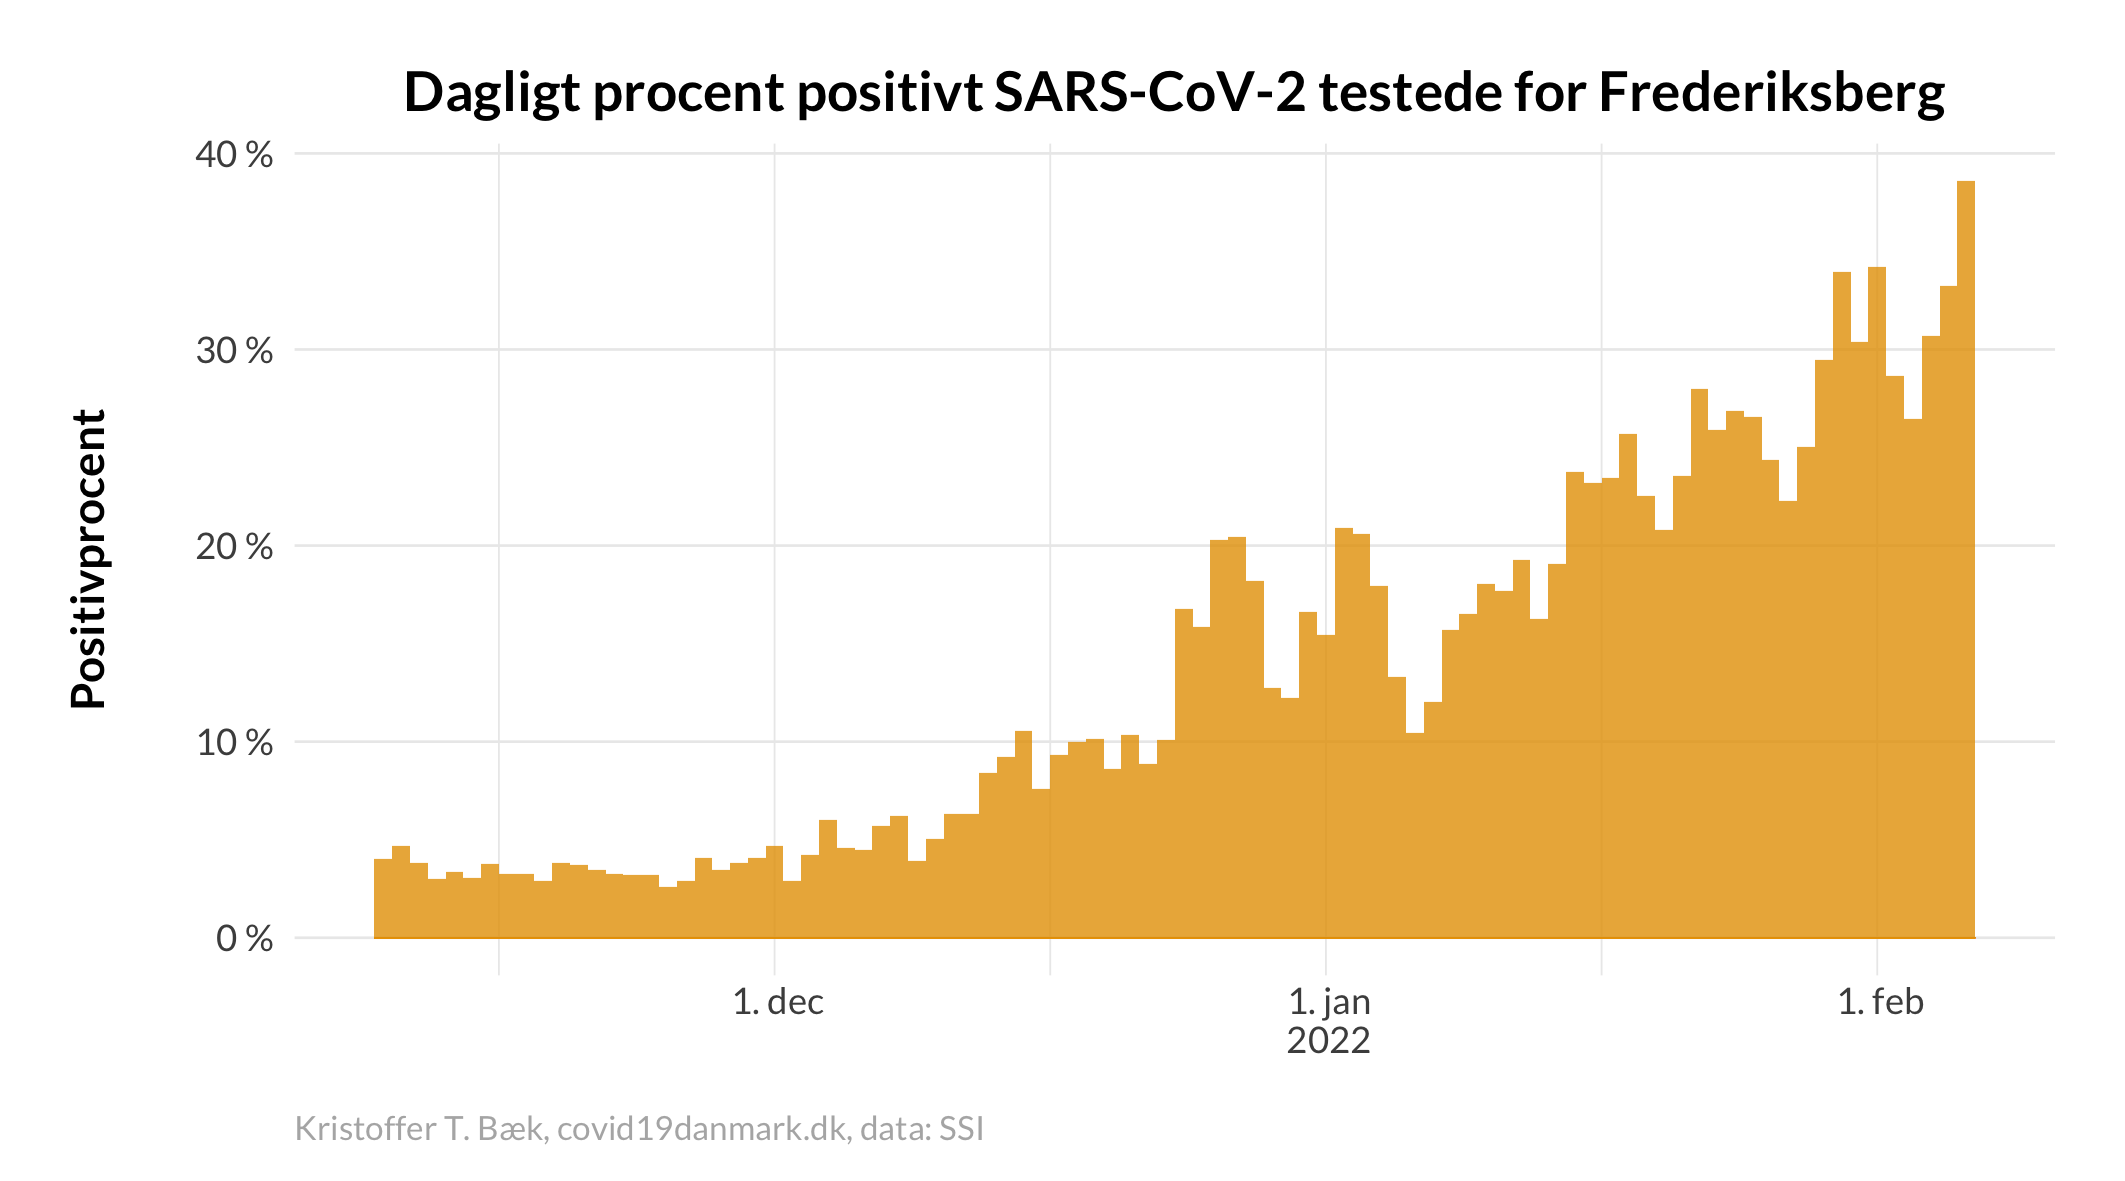 Dagligt procent positivt SARS-CoV-2 testede for Frederiksberg
Positivprocent
40 %
30 %
20 %
10 %
0 %
1. dec
1. jan
2022
1. feb
Kristoffer T. Bæk, covid19danmark.dk, data: SSI